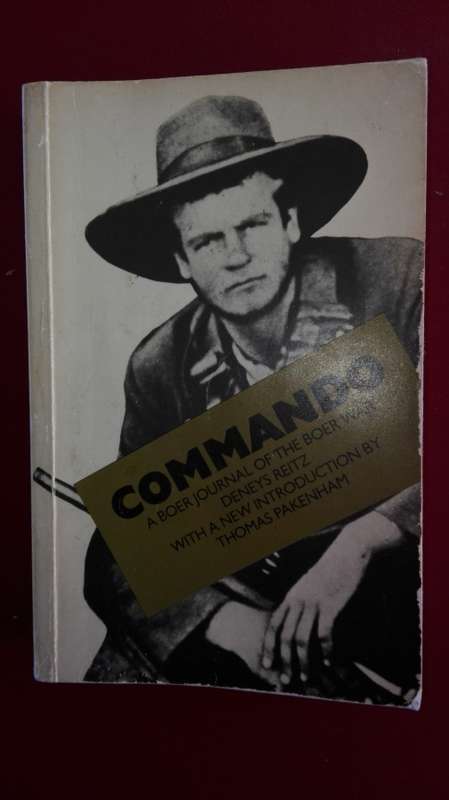 COMMANDO
A BOER JOURNAL OF THE BOER WAR
DENEYS REITZ
WITH A NEW INTRODUCTION BY
THOMAS PAKENHAM